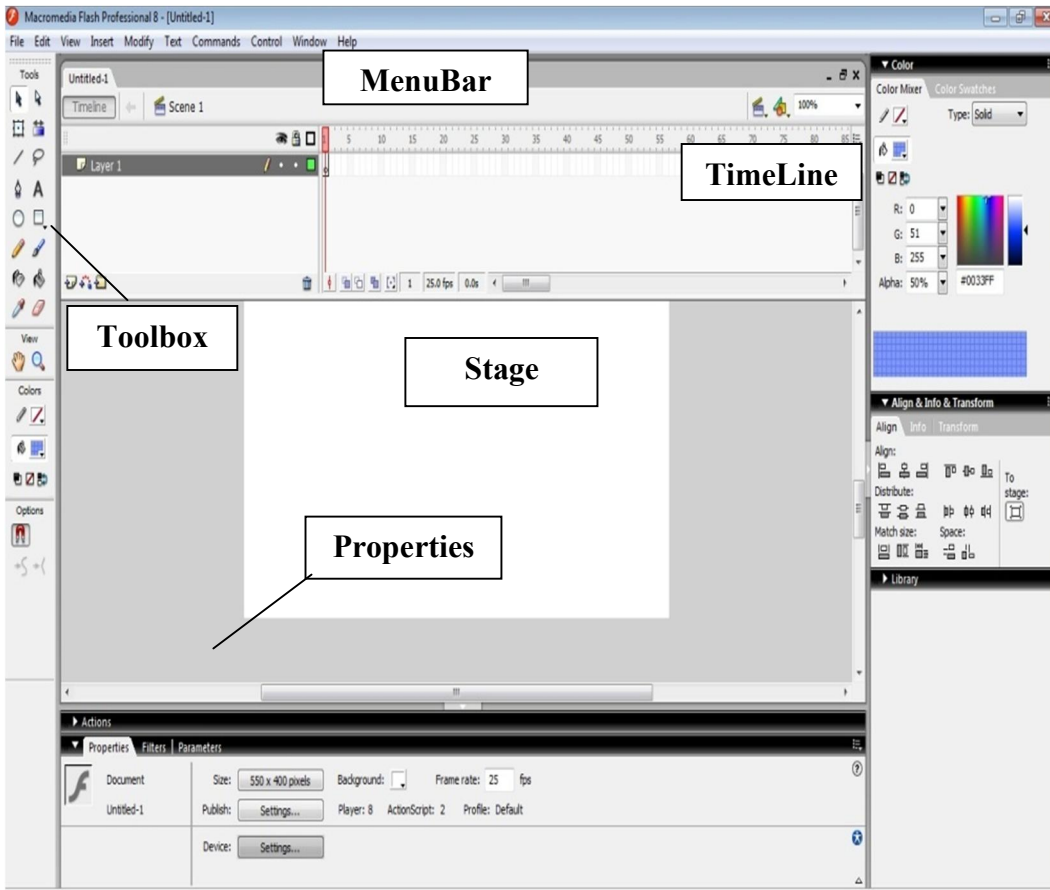 Macromedia Flash Professional 8 - [Untitled-1]
File Edit View Insert Modify Text Commands Control Window Help
Tools
Untitled-1
MenuBar
Color
Color Mixer Color Swatches
Timeline Scene 1 100%
Type: Solid
1 5 10 15 20 25 30 35 40 45 50 55 60 65 70 75 80 85
Layer 1
TimeLine
A
R: 0
G: 51
B: 255
Alpha: 50% #0033FF
1 25.0 fps 0.0s
Toolbox
Stage
View
Colors
Align & Info & Transform
Align Info Transform
Align:
To stage:
Distribute:
Match size: Space:
Options
Properties
Library
Actions
Properties Filters Parameters
Document Size: 550 x 400 pixels Background: Frame rate: 25 fps
Untitled-1 Publish: Settings... Player: 8 ActionScript: 2 Profile: Default
Device: Settings...